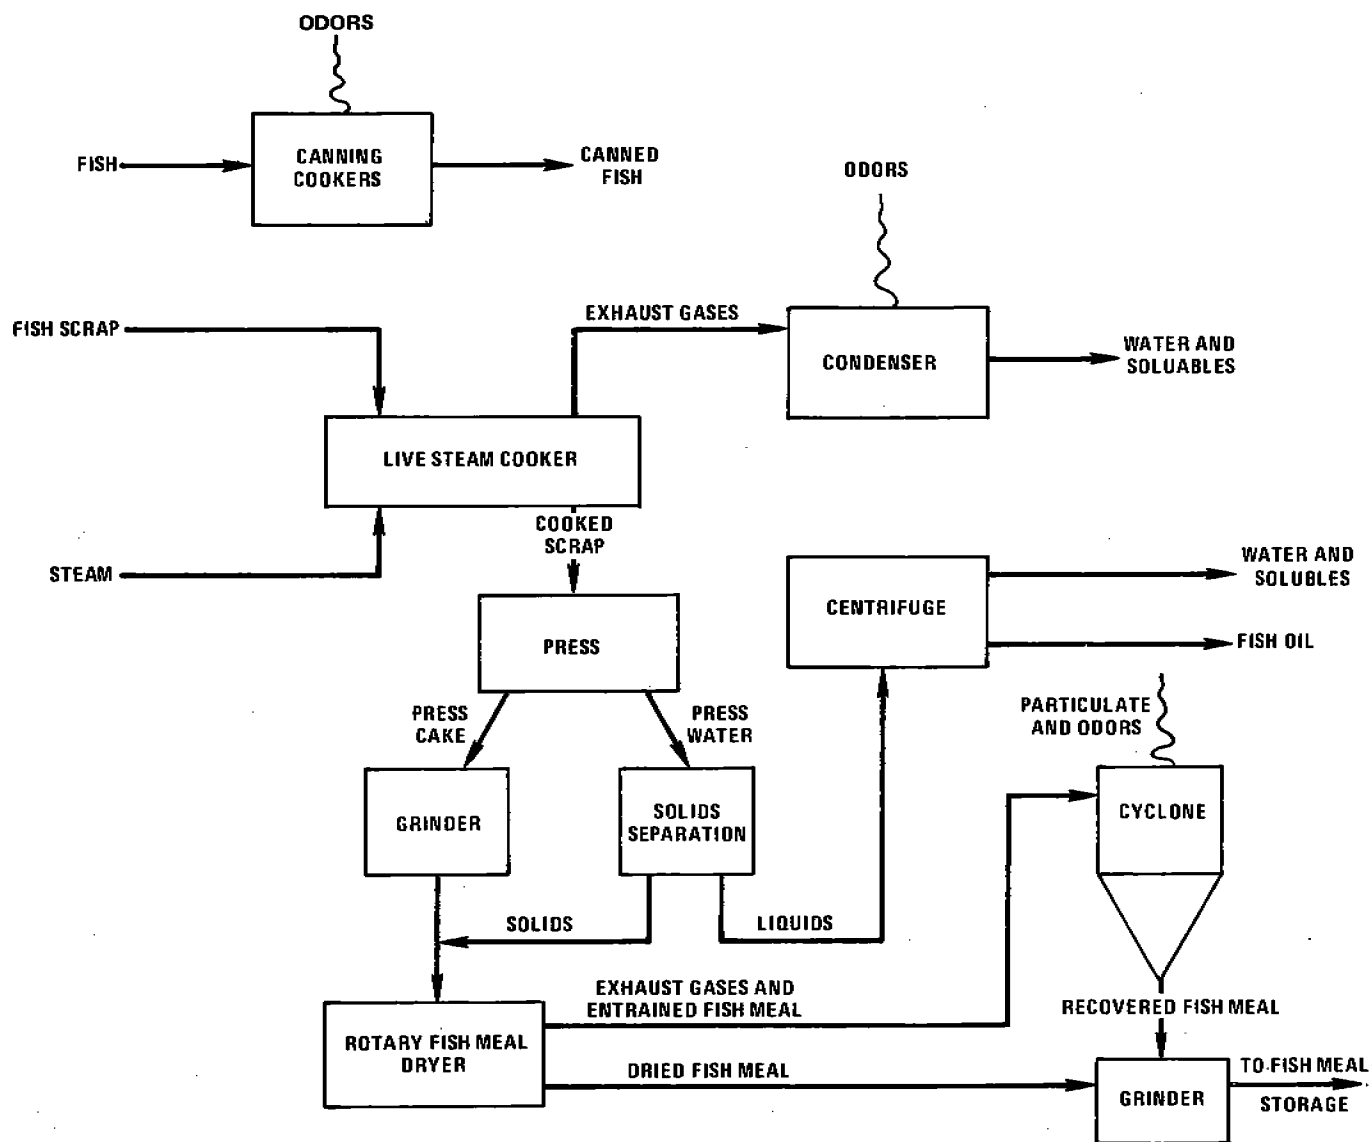 ODORS
FISH
CANNING
COOKERS
CANNED
FISH
ODORS
FISH SCRAP
EXHAUST GASES
CONDENSER
WATER AND
SOLUABLES
LIVE STEAM COOKER
COOKED
SCRAP
STEAM
PRESS
CENTRIFUGE
WATER AND
SOLUBLES
FISH OIL
PRESS
CAKE
PRESS
WATER
PARTICULATE
AND ODORS
GRINDER
SOLIDS
SEPARATION
CYCLONE
SOLIDS
LIQUIDS
EXHAUST GASES AND
ENTRAINED FISH MEAL
RECOVERED FISH MEAL
ROTARY FISH MEAL
DRYER
DRIED FISH MEAL
GRINDER
TO FISH MEAL
STORAGE